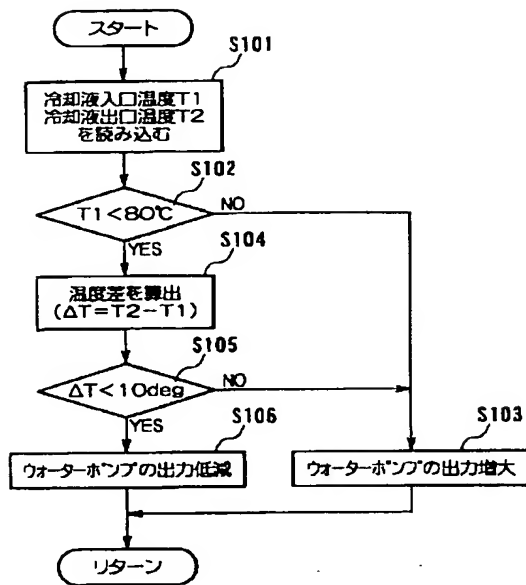 スタート
S101
冷却液入口温度T1
冷却液出口温度T2
を読み込む
S102
T1<80℃
NO
YES
S104
温度差を算出
(ΔT=T2-T1)
S105
ΔT<10deg
NO
YES
S106
S103
ウォーターポンプの出力低減
ウォーターポンプの出力増大
リターン